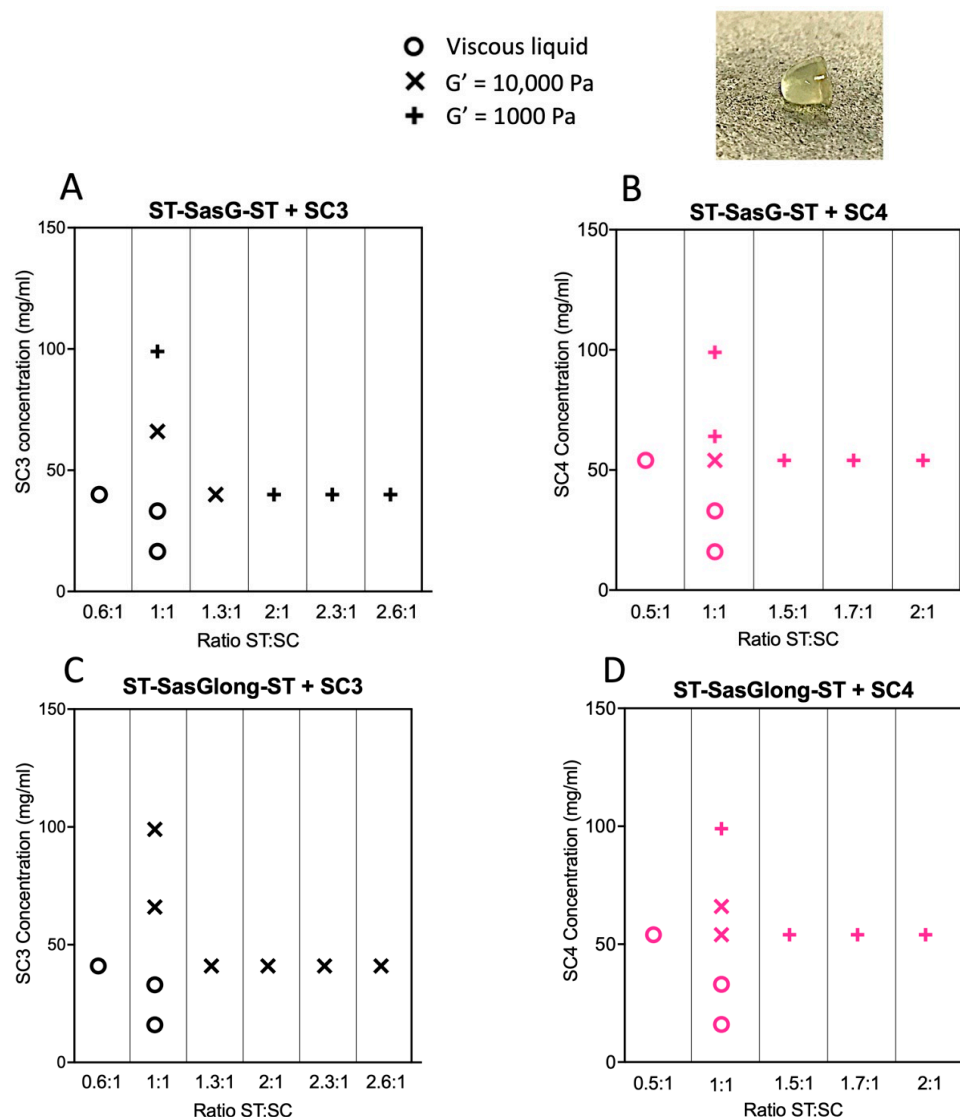 Viscous liquid
G’ = 10,000 Pa
G’ = 1000 Pa
A
ST-SasG-ST + SC3
SC3 concentration (mg/ml)
150
100
50
0
0.6:1 1:1 1.3:1 2:1 2.3:1 2.6:1
Ratio ST:SC
B
ST-SasG-ST + SC4
SC4 Concentration (mg/ml)
150
100
50
0
0.5:1 1:1 1.5:1 1.7:1 2:1
Ratio ST:SC
C
ST-SasGlong-ST + SC3
SC3 Concentration (mg/ml)
150
100
50
0
0.6:1 1:1 1.3:1 2:1 2.3:1 2.6:1
Ratio ST:SC
D
ST-SasGlong-ST + SC4
SC4 Concentration (mg/ml)
150
100
50
0
0.5:1 1:1 1.5:1 1.7:1 2:1
Ratio ST:SC